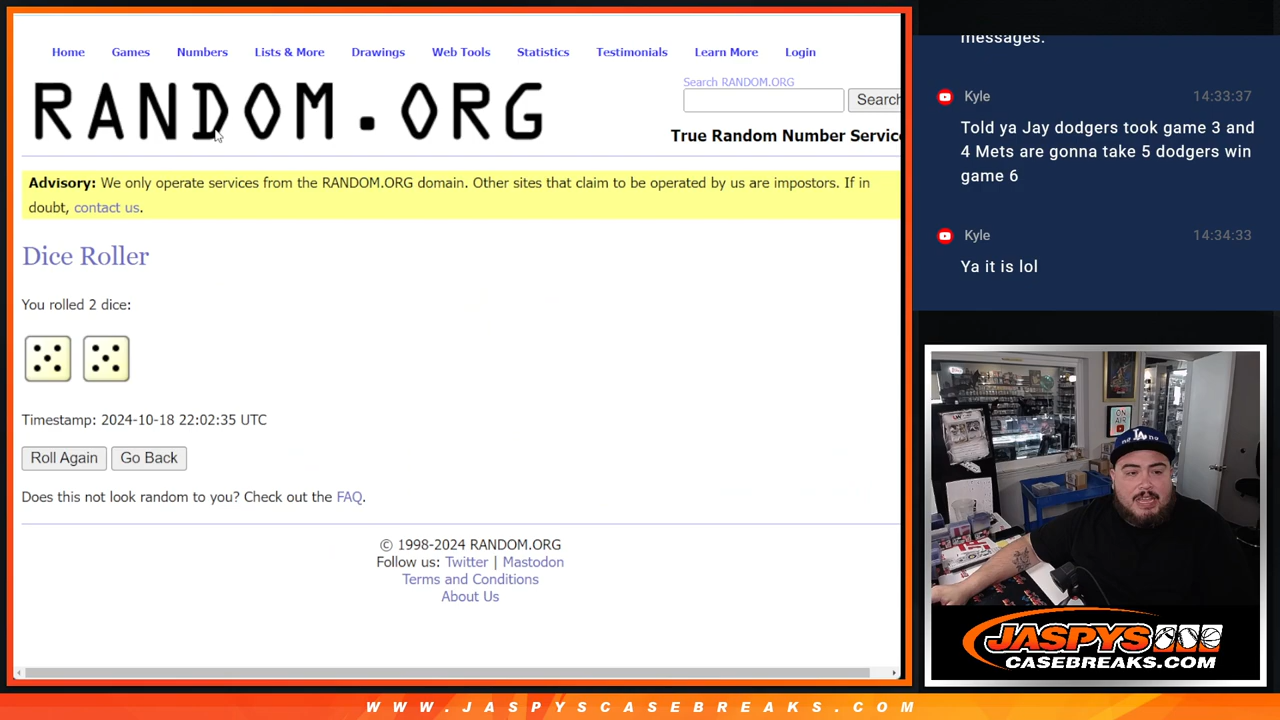 Home Games Numbers Lists & More Drawings Web Tools Statistics Testimonials Learn More Login
RANDOM.ORG
Search RANDOM.ORG
Search
True Random Number Service
Advisory: We only operate services from the RANDOM.ORG domain. Other sites that claim to be operated by us are impostors. If in
doubt, contact us.
Dice Roller
You rolled 2 dice:
Timestamp: 2024-10-18 22:02:35 UTC
Roll Again Go Back
Does this not look random to you? Check out the FAQ.
© 1998-2024 RANDOM.ORG
Follow us: Twitter | Mastodon
Terms and Conditions
About Us
messages.
Kyle 14:33:37
Told ya Jay dodgers took game 3 and
4 Mets are gonna take 5 dodgers win
game 6
Kyle 14:34:33
Ya it is lol
ON
AIR
LA
JASPYS
CASEBREAKS.COM
WWW.JASPYSCASEBREAKS.COM